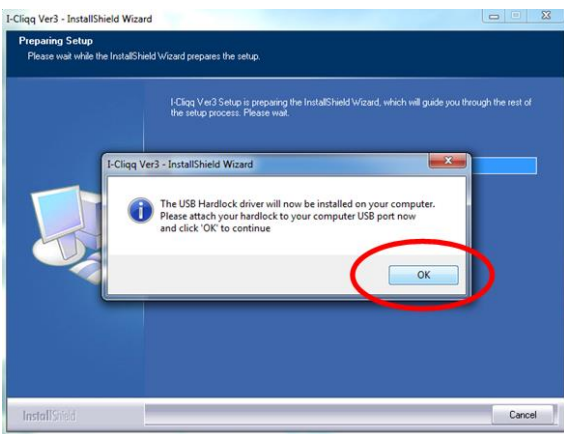 I-Cliqq Ver3 - InstallShield Wizard
Preparing Setup
Please wait while the InstallShield Wizard prepares the setup.
I-Cliqq Ver3 Setup is preparing the InstallShield Wizard, which will guide you through the rest of
the setup process. Please wait.
I-Cliqq Ver3 - InstallShield Wizard
The USB Hardlock driver will now be installed on your computer.
Please attach your hardlock to your computer USB port now
and click 'OK' to continue
OK
InstallShield
Cancel